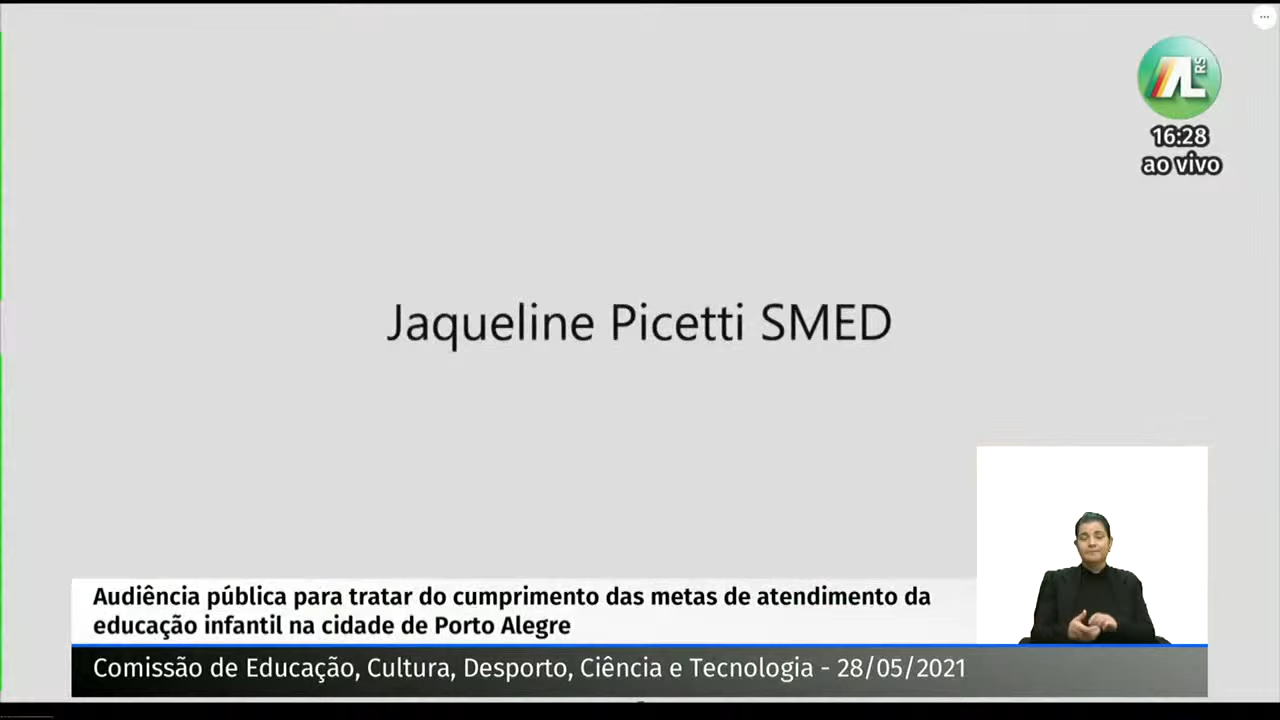 RS
16:28
ao vivo
Jaqueline Picetti SMED
Audiência pública para tratar do cumprimento das metas de atendimento da
educação infantil na cidade de Porto Alegre
Comissão de Educação, Cultura, Desporto, Ciência e Tecnologia - 28/05/2021